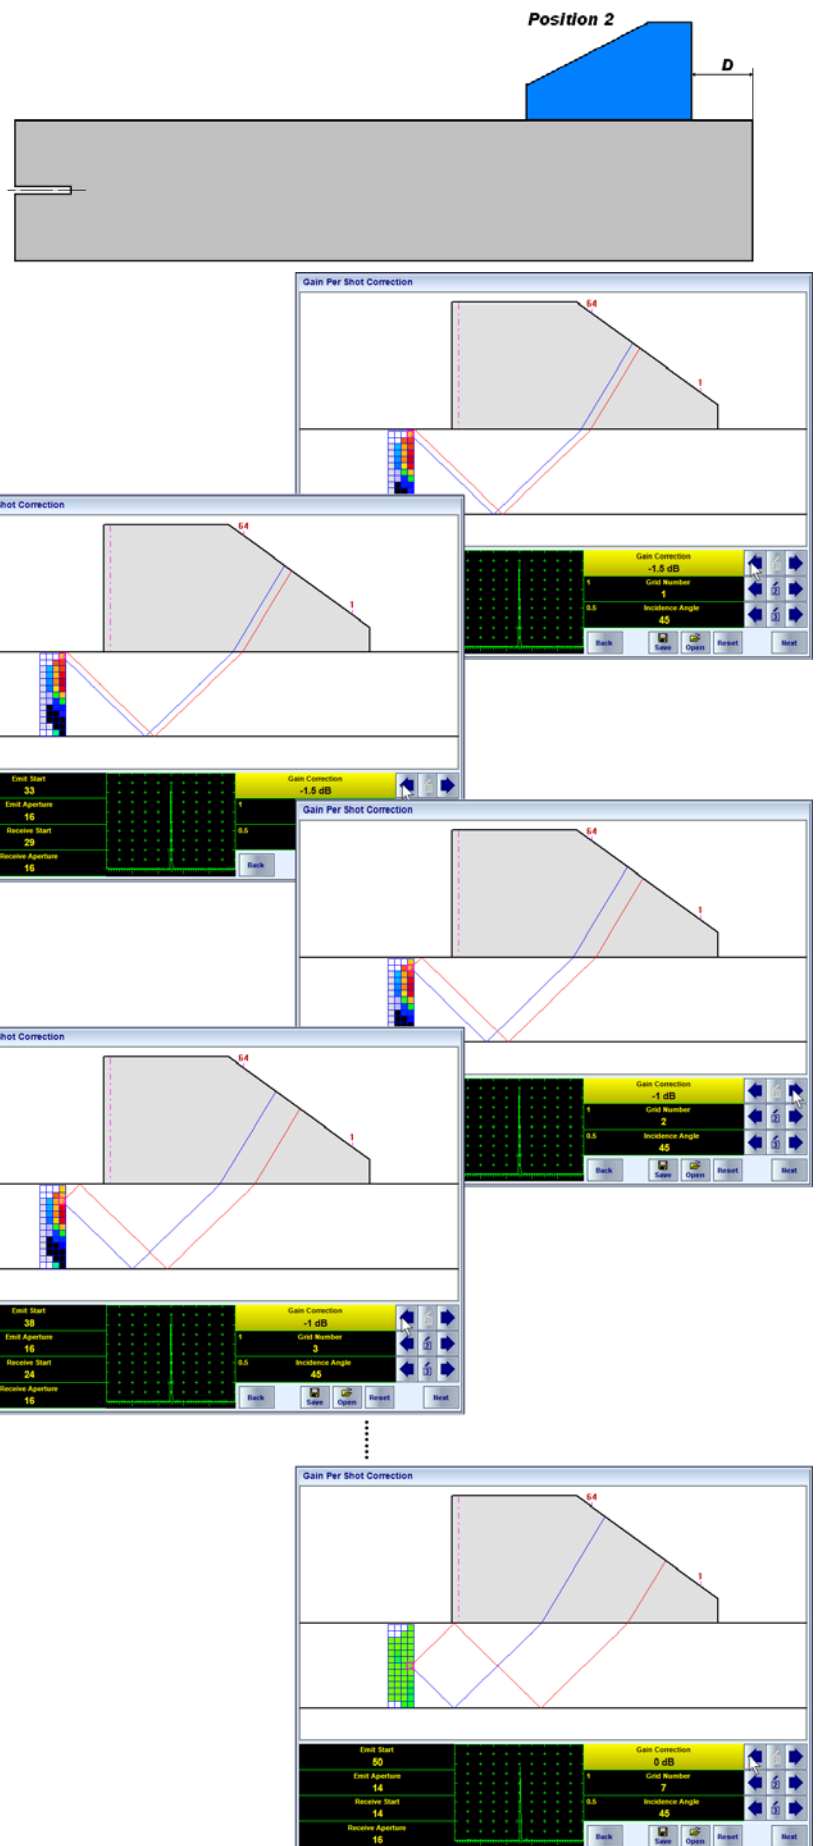 Position 2
D
Gain Per Shot Correction
64
1
Gain Correction
-1.5 dB
1
Grid Number
1
0.5
Incidence Angle
45
Back
Save
Open
Reset
Next
Shot Correction
64
1
Emit Start
33
Emit Aperture
16
Receive Start
29
Receive Aperture
16
Gain Correction
-1.5 dB
1
0.5
Back
Gain Per Shot Correction
64
1
Gain Correction
-1 dB
1
Grid Number
2
0.5
Incidence Angle
45
Back
Save
Open
Reset
Next
Shot Correction
64
1
Emit Start
38
Emit Aperture
16
Receive Start
24
Receive Aperture
16
Gain Correction
-1 dB
1
Grid Number
3
0.5
Incidence Angle
45
Back
Save
Open
Reset
Next
Gain Per Shot Correction
64
1
Emit Start
50
Emit Aperture
14
Receive Start
14
Receive Aperture
16
Gain Correction
0 dB
1
Grid Number
7
0.5
Incidence Angle
45
Back
Save
Open
Reset
Next